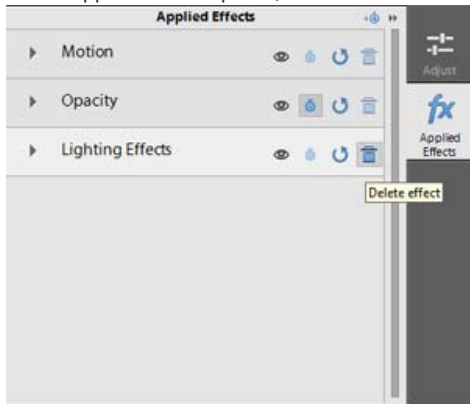 Applied Effects
Motion
Adjust
Opacity
fx
Applied
Effects
Lighting Effects
Delete effect